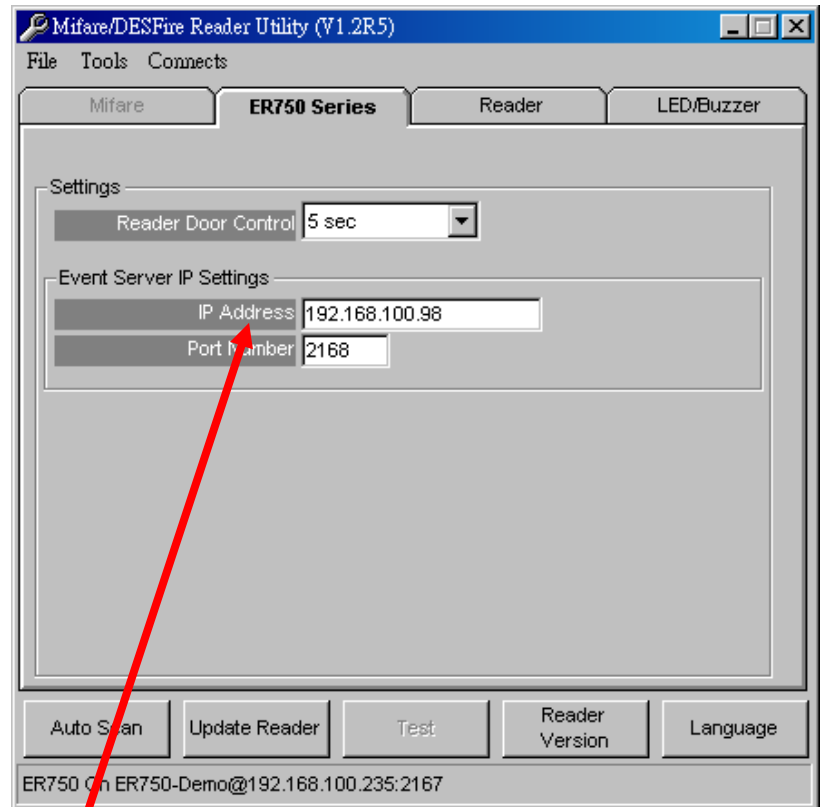 Mifare/DESFire Reader Utility (V1.2R5)
File Tools Connects
Mifare ER750 Series Reader LED/Buzzer
Settings
Reader Door Control 5 sec
Event Server IP Settings
IP Address 192.168.100.98
Port Number 2168
Auto Scan Update Reader Test Reader Version Language
ER750 On ER750-Demo@192.168.100.235:2167